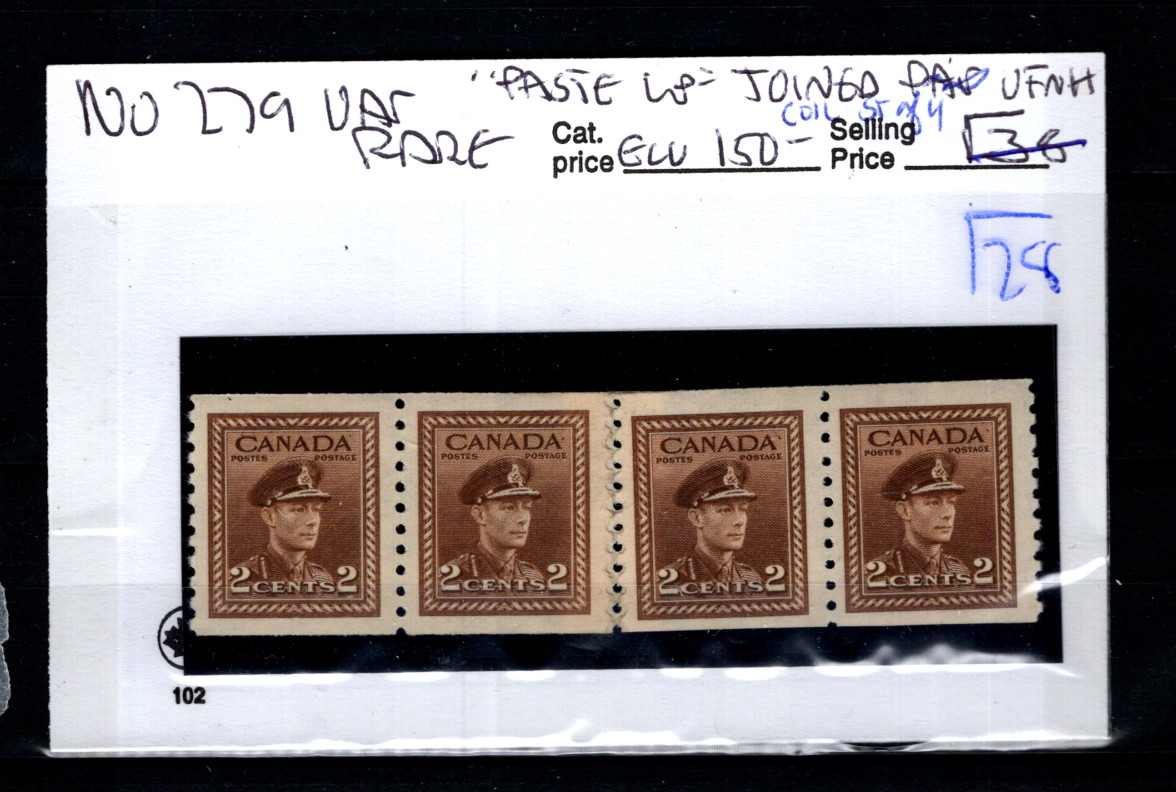 NO 279 VAR "PASTE UP" JOINED PAIR VFNH
COIL ST of 4
RARE
Cat.
price 150-
Selling
Price
102
CANADA CANADA CANADA CANADA
POSTES POSTAGE POSTES POSTAGE POSTES POSTAGE POSTES POSTAGE
2 CENTS 2 2 CENTS 2 2 CENTS 2 2 CENTS 2